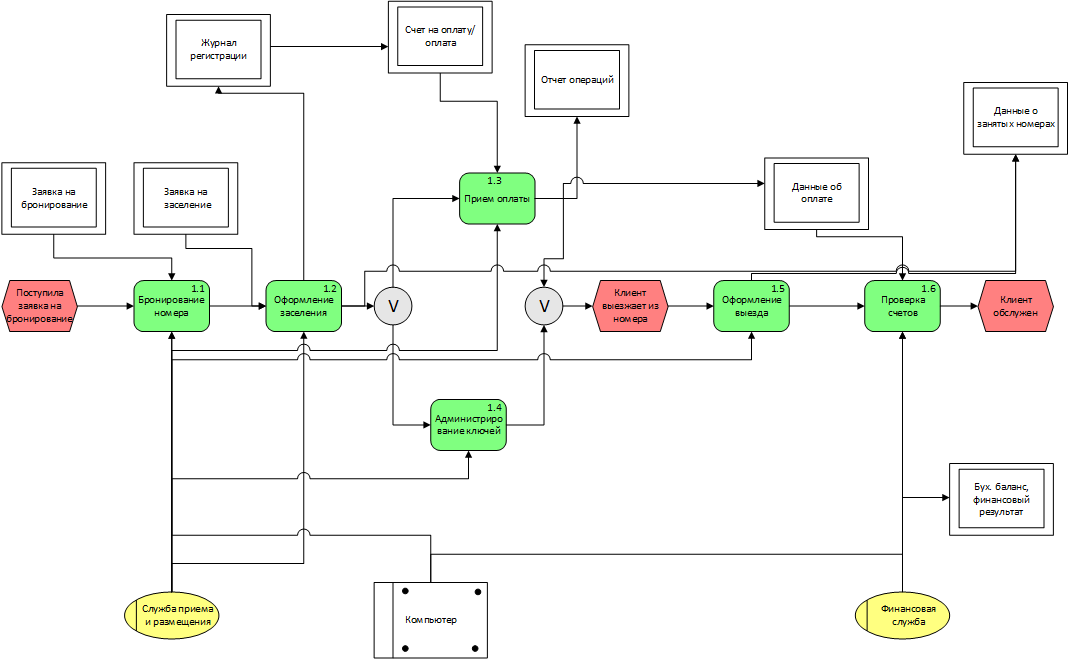 Журнал
регистрации
Счет на оплату/
оплата
Отчет операций
Данные о
занятых номерах
Заявка на
бронирование
Заявка на
заселение
1.3
Прием оплаты
Данные об
оплате
Поступила
заявка на
бронирование
1.1
Бронирование
номера
1.2
Оформление
заселения
V
V
Клиент
выезжает из
номера
1.5
Оформление
выезда
1.6
Проверка
счетов
Клиент
обслужен
1.4
Администриро
вание ключей
Бух. баланс,
финансовый
результат
Служба приема
и размещения
Компьютер
Финансовая
служба